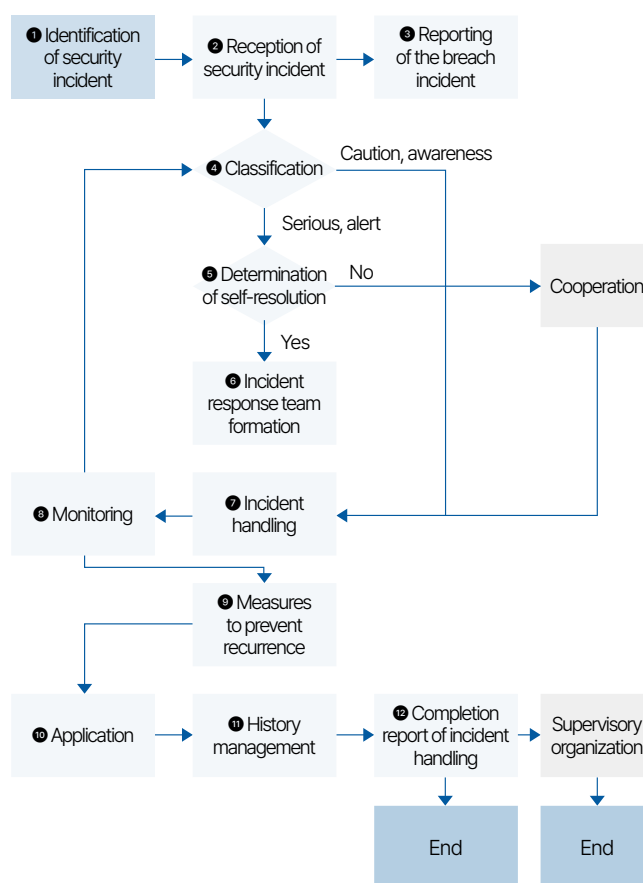 ❶ Identification
of security
incident
❷ Reception of
security incident
❸ Reporting
of the breach
incident
❹ Classification
Caution, awareness
Serious, alert
❺ Determination
of self-resolution
No
Cooperation
Yes
❻ Incident
response team
formation
❽ Monitoring
❼ Incident
handling
❾ Measures
to prevent
recurrence
❿ Application
⓫ History
management
⓬ Completion
report of incident
handling
Supervisory
organization
End
End